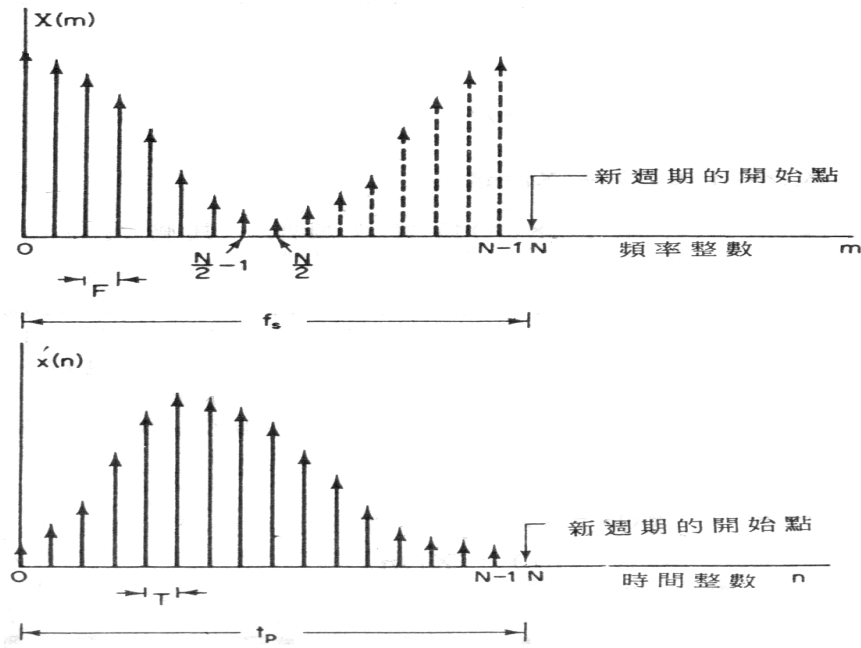 X(m)
新週期的開始點
0
N/2 -1
N/2
N-1 N
頻率整數
m
F
fs
x́(n)
新週期的開始點
0
N-1 N
時間整數
n
T
tp